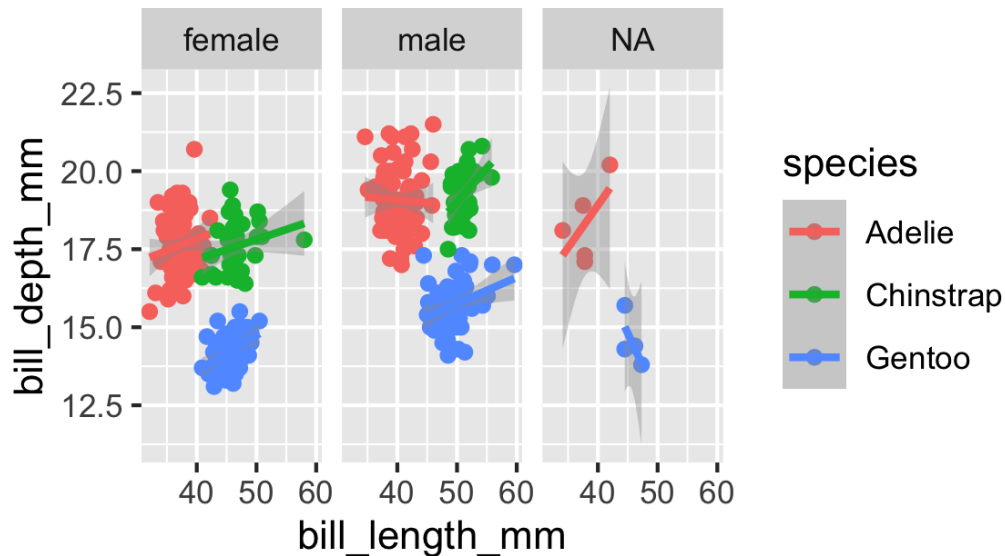 female male NA
22.5
20.0
17.5
15.0
12.5
bill_depth_mm
40 50 60 40 50 60 40 50 60
bill_length_mm
species
Adelie
Chinstrap
Gentoo